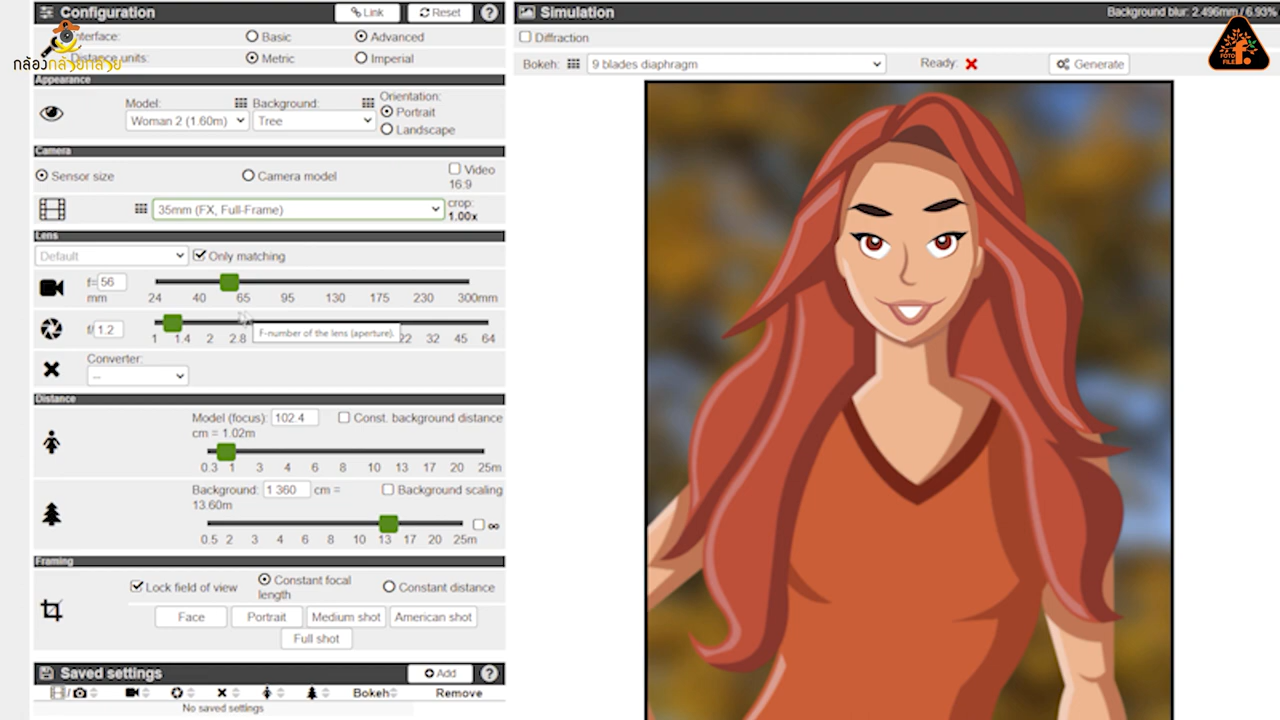 Configuration
Link
Reset
?
Interface:
Basic
Advanced
Distance units:
Metric
Imperial
กล้องกล้วยกล้วย
Appearance
Model:
Woman 2 (1.60m)
Background:
Tree
Orientation:
Portrait
Landscape
Camera
Sensor size
Camera model
Video
16:9
35mm (FX, Full-Frame)
crop:
1.00x
Lens
Default
Only matching
f= 56
mm
24 40 65 95 130 175 230 300mm
f/ 1.2
F-number of the lens (aperture).
1 1.4 2 2.8 22 32 45 64
Converter:
--
Distance
Model (focus): 102.4
cm = 1.02m
Const. background distance
0.3 1 3 4 6 8 10 13 17 20 25m
Background: 1 360 cm =
13.60m
Background scaling
∞
0.5 2 3 4 6 8 10 13 17 20 25m
Framing
Lock field of view
Constant focal
length
Constant distance
Face
Portrait
Medium shot
American shot
Full shot
Saved settings
Add
?
Bokeh
Remove
No saved settings
Simulation
Background blur: 2.496mm / 6.93%
Diffraction
Bokeh:
9 blades diaphragm
Ready:
Generate
f.
FOTO
FILE